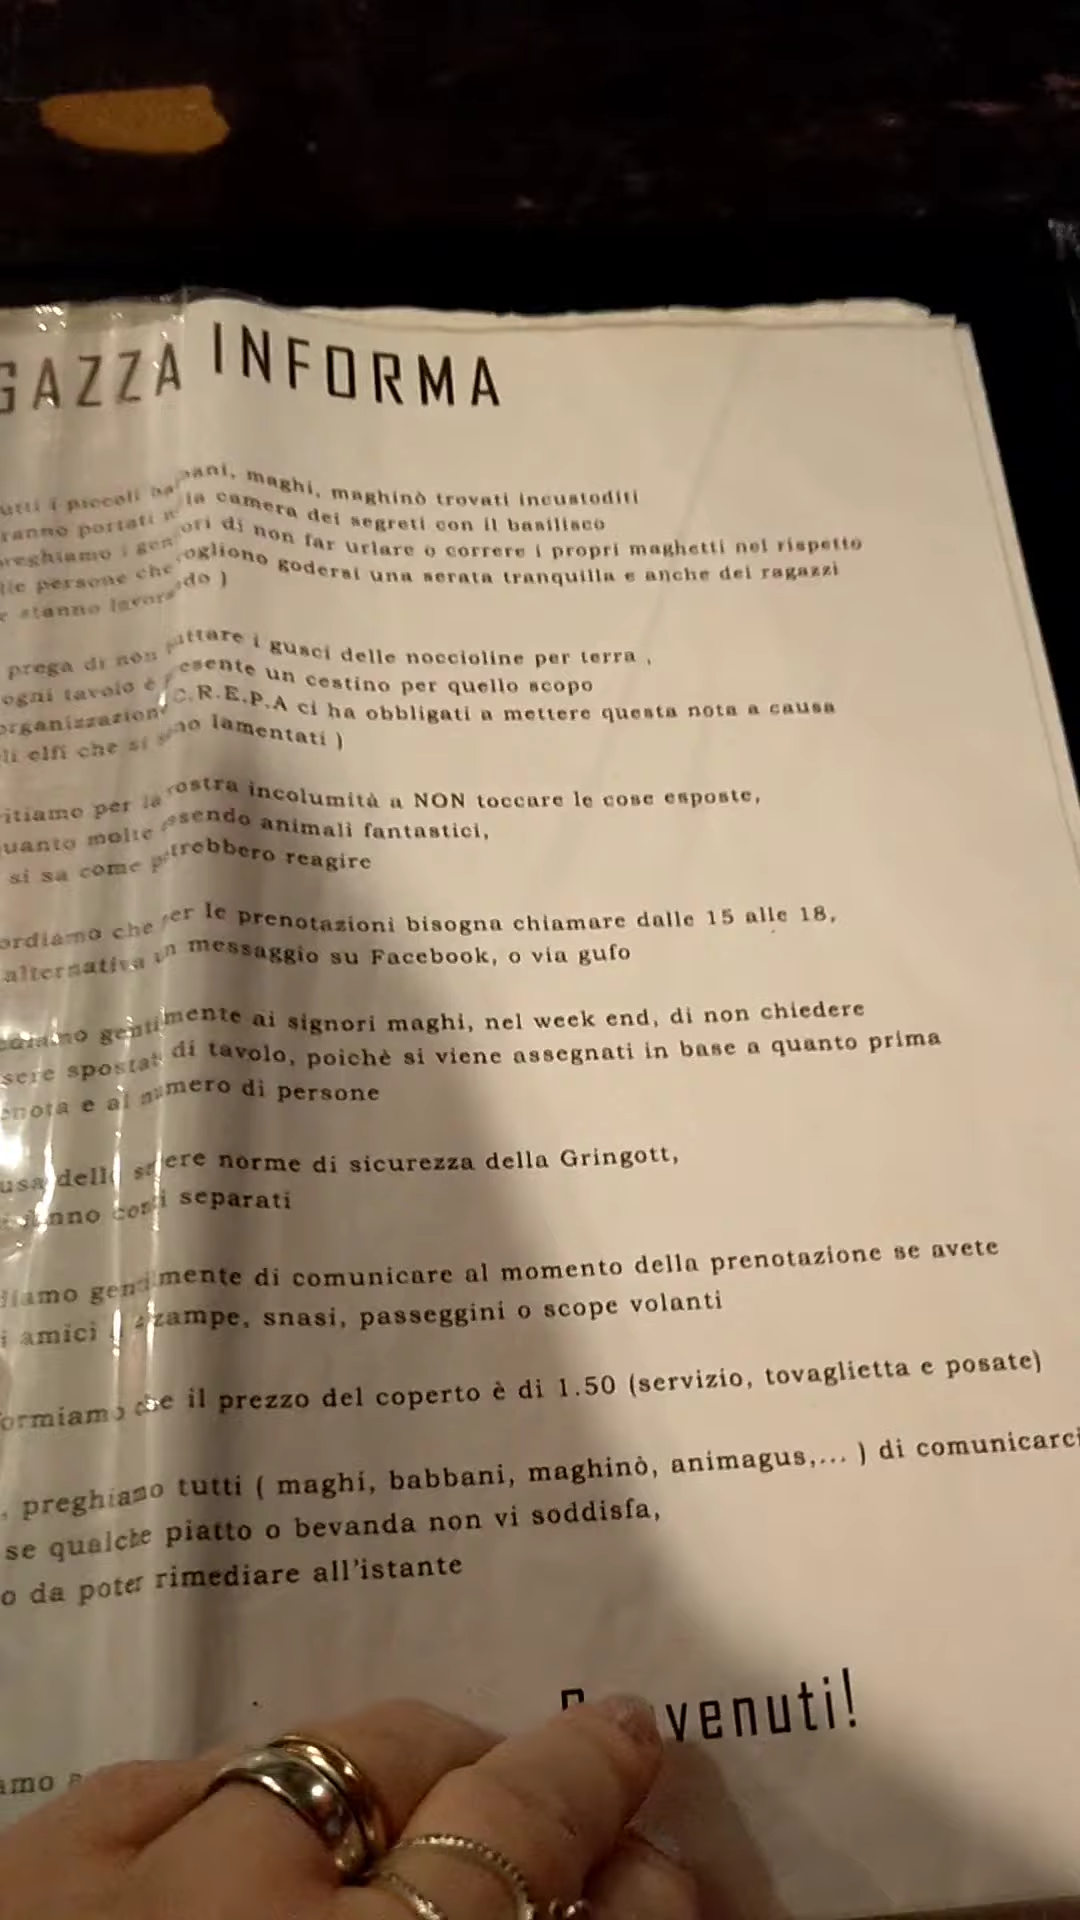 GAZZA INFORMA
utti i piccoli babbani, maghi, maghinò trovati incustoditi
ranno portati n la camera dei segreti con il basilisco
preghiamo i genitori di non far urlare o correre i propri maghetti nel rispetto
lle persone che vogliono godersi una serata tranquilla e anche dei ragazzi
e stanno lavorando )
prega di non buttare i gusci delle noccioline per terra ,
ogni tavolo è presente un cestino per quello scopo
organizzazione C.R.E.P.A ci ha obbligati a mettere questa nota a causa
li elfi che si sono lamentati )
itiamo per la vostra incolumità a NON toccare le cose esposte,
uanto molte essendo animali fantastici,
si sa come potrebbero reagire
ordiamo che per le prenotazioni bisogna chiamare dalle 15 alle 18,
alternativa un messaggio su Facebook, o via gufo
gentilmente ai signori maghi, nel week end, di non chiedere
sere spostati di tavolo, poichè si viene assegnati in base a quanto prima
enota e al numero di persone
usa delle severe norme di sicurezza della Gringott,
nno conti separati
diamo gentilmente di comunicare al momento della prenotazione se avete
i amici zampe, snasi, passeggini o scope volanti
ormiamo che il prezzo del coperto è di 1.50 (servizio, tovaglietta e posate)
, preghiamo tutti ( maghi, babbani, maghinò, animagus,... ) di comunicarci
se qualche piatto o bevanda non vi soddisfa,
o da poter rimediare all'istante
venuti!
amo